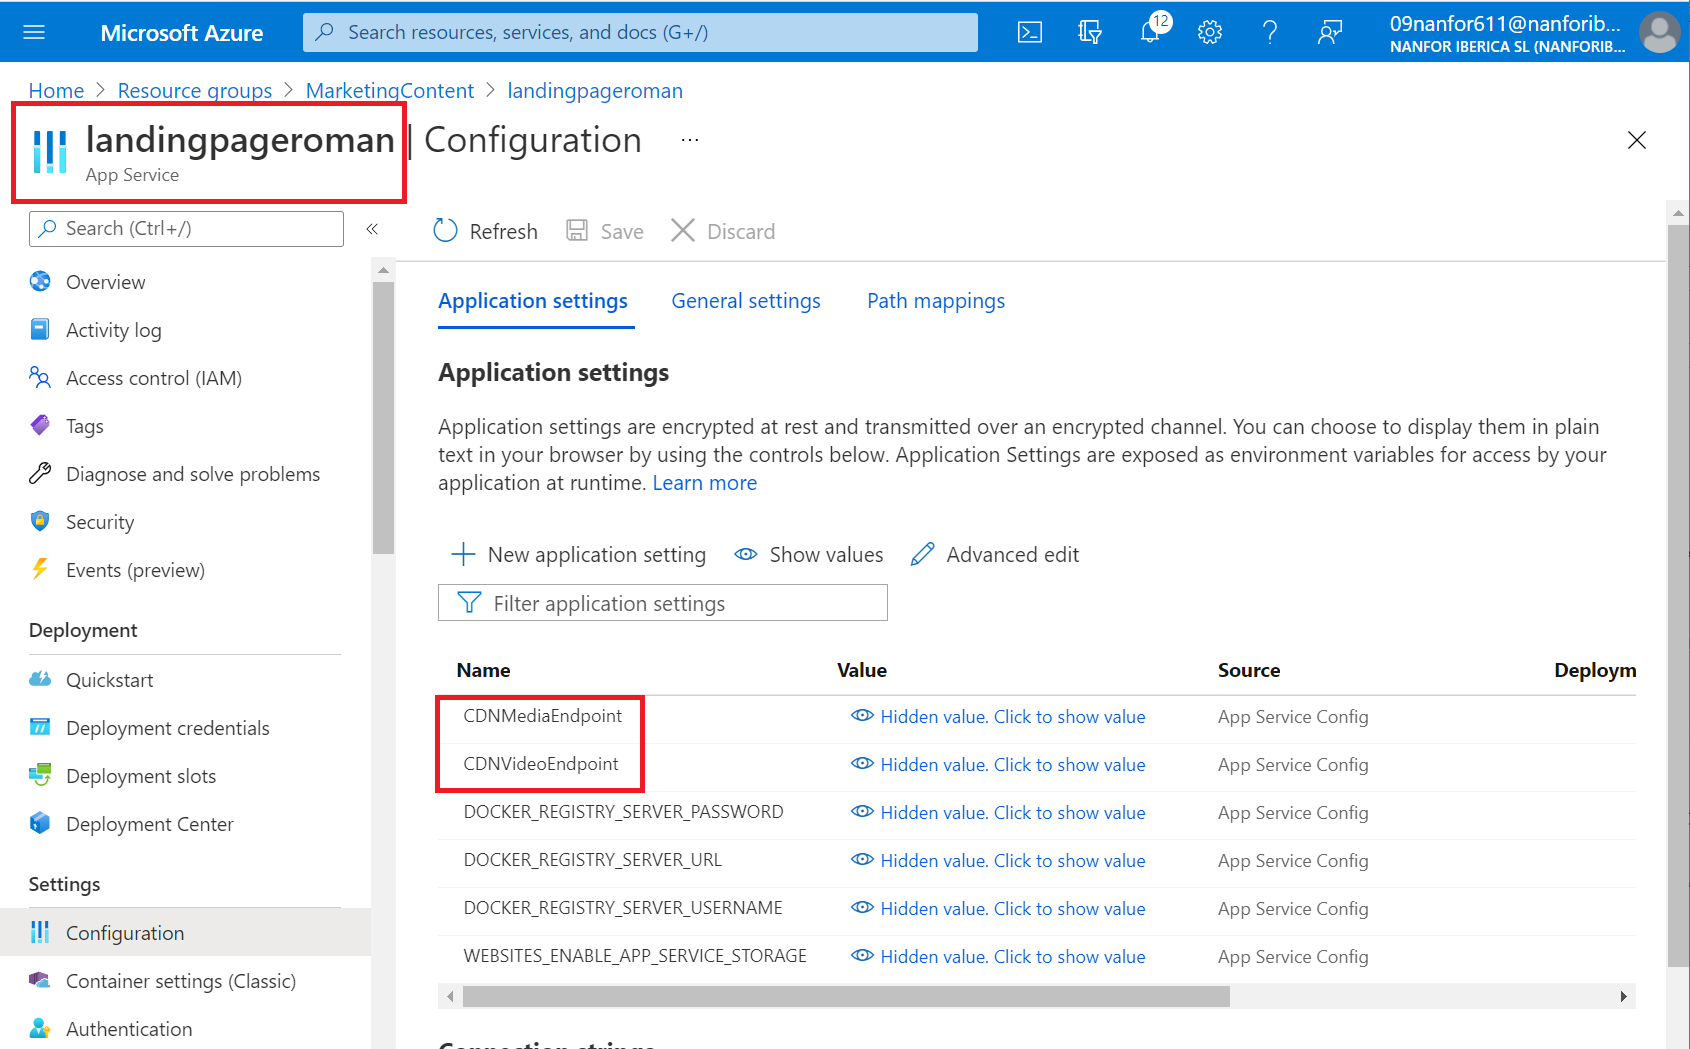 Microsoft Azure
Search resources, services, and docs (G+/)
12
09nanfor611@nanforib...
NANFOR IBERICA SL (NANFORIB...
Home > Resource groups > MarketingContent > landingpageroman
landingpageroman | Configuration ...
App Service
Search (Ctrl+/)
«
Refresh
Save
Discard
Overview
Activity log
Access control (IAM)
Tags
Diagnose and solve problems
Security
Events (preview)
Deployment
Quickstart
Deployment credentials
Deployment slots
Deployment Center
Settings
Configuration
Container settings (Classic)
Authentication
Application settings
General settings
Path mappings
Application settings
Application settings are encrypted at rest and transmitted over an encrypted channel. You can choose to display them in plain
text in your browser by using the controls below. Application Settings are exposed as environment variables for access by your
application at runtime. Learn more
New application setting
Show values
Advanced edit
Filter application settings
Name Value Source Deploym
CDNMediaEndpoint Hidden value. Click to show value App Service Config
CDNVideoEndpoint Hidden value. Click to show value App Service Config
DOCKER_REGISTRY_SERVER_PASSWORD Hidden value. Click to show value App Service Config
DOCKER_REGISTRY_SERVER_URL Hidden value. Click to show value App Service Config
DOCKER_REGISTRY_SERVER_USERNAME Hidden value. Click to show value App Service Config
WEBSITES_ENABLE_APP_SERVICE_STORAGE Hidden value. Click to show value App Service Config
Connection strings